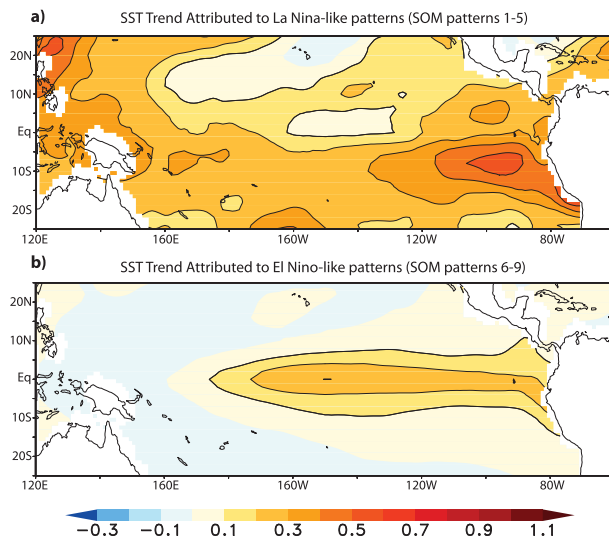 a) SST Trend Attributed to La Nina-like patterns (SOM patterns 1-5)
20N
10N
Eq
10S
20S
120E 160E 160W 120W 80W
b) SST Trend Attributed to El Nino-like patterns (SOM patterns 6-9)
20N
10N
Eq
10S
20S
120E 160E 160W 120W 80W
−0.3 −0.1 0.1 0.3 0.5 0.7 0.9 1.1